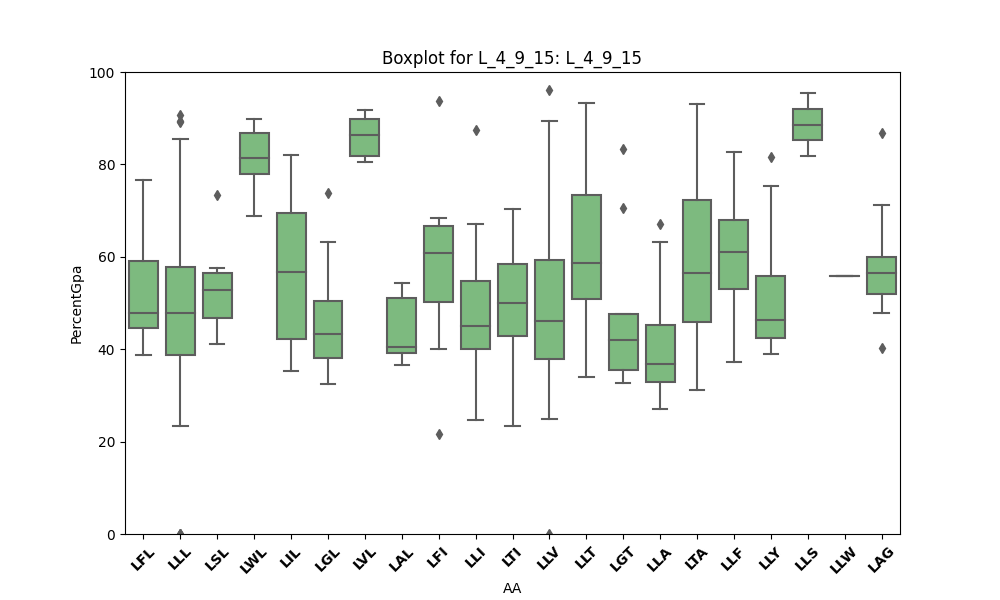 Boxplot for L_4_9_15: L_4_9_15
100
80
60
40
20
0
PercentGpa
LFL LLL LSL LWL LIL LGL LVL LAL LFI LLI LTI LLV LLT LGT LLA LTA LLF LLY LLS LLW LAG
AA